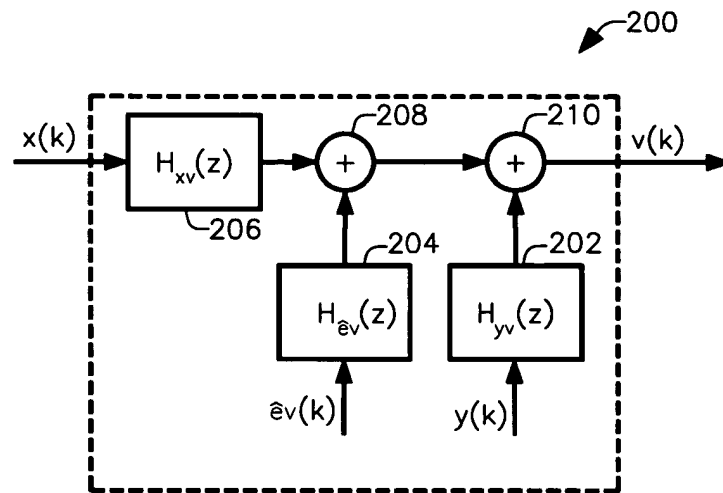 200
x(k)
H_xv(z)
206
208
210
v(k)
204
202
H_êv(z)
H_yv(z)
êv(k)
y(k)
+
+